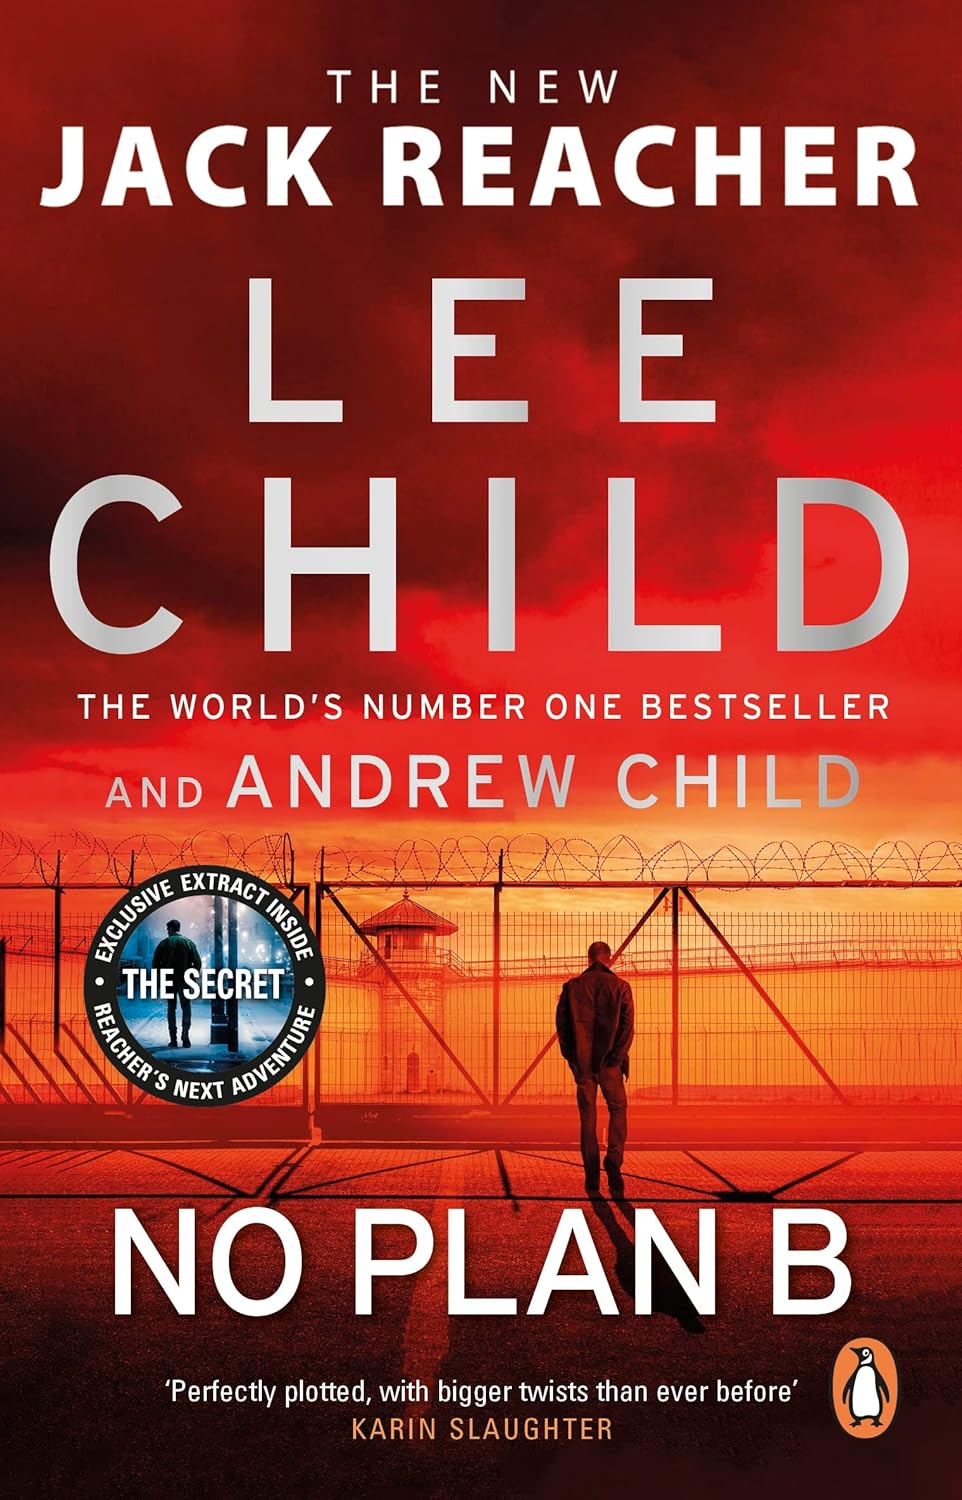 THE NEW
JACK REACHER
LEE
CHILD
THE WORLD'S NUMBER ONE BESTSELLER
AND ANDREW CHILD
EXCLUSIVE EXTRACT INSIDE
THE SECRET
• REACHER'S NEXT ADVENTURE •
NO PLAN B
‘Perfectly plotted, with bigger twists than ever before’
KARIN SLAUGHTER